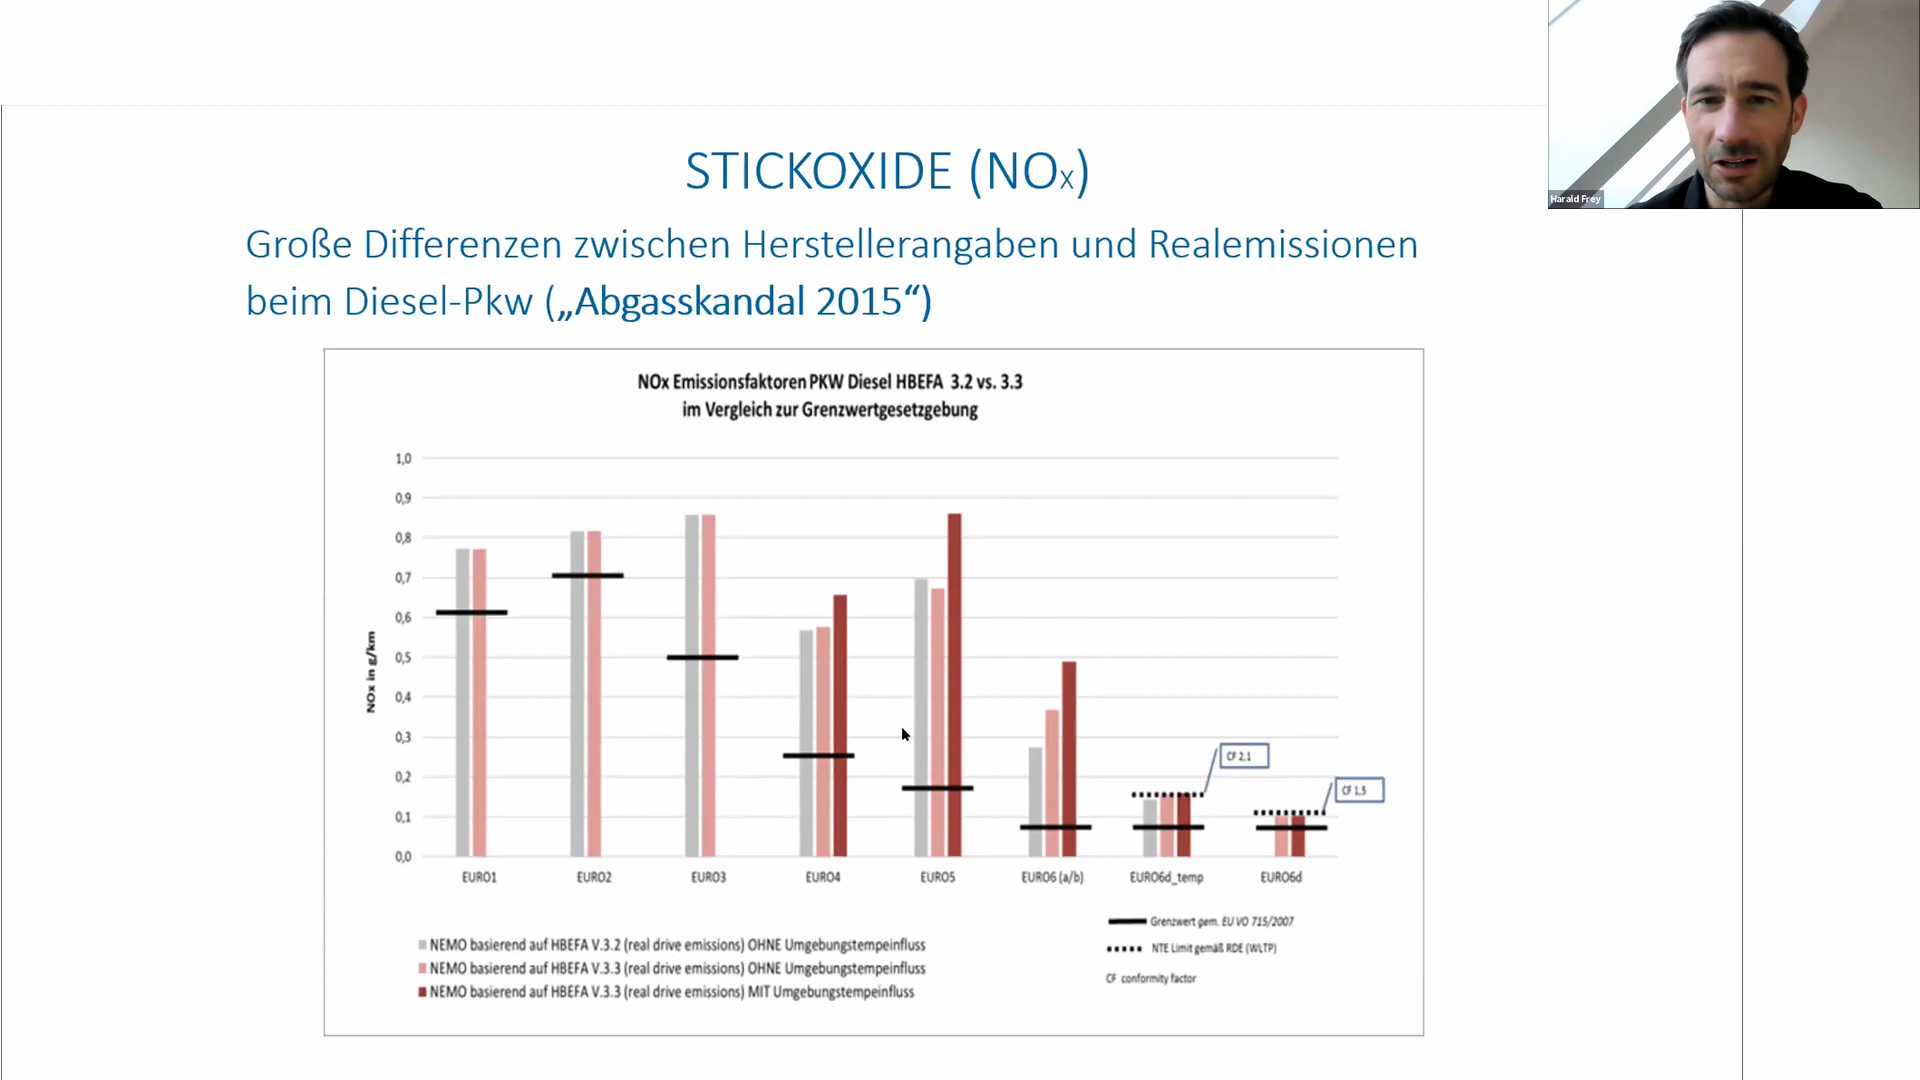 Harald Frey
STICKOXIDE (NOx)
Große Differenzen zwischen Herstellerangaben und Realemissionen
beim Diesel-Pkw („Abgasskandal 2015“)
NOx Emissionsfaktoren PKW Diesel HBEFA 3.2 vs. 3.3
im Vergleich zur Grenzwertgesetzgebung
NOx in g/km
1,0
0,9
0,8
0,7
0,6
0,5
0,4
0,3
0,2
0,1
0,0
CF 2,1
CF 1,5
EURO1 EURO2 EURO3 EURO4 EURO5 EURO6 (a/b) EURO6d_temp EURO6d
NEMO basierend auf HBEFA V.3.2 (real drive emissions) OHNE Umgebungstempeinfluss
NEMO basierend auf HBEFA V.3.3 (real drive emissions) OHNE Umgebungstempeinfluss
NEMO basierend auf HBEFA V.3.3 (real drive emissions) MIT Umgebungstempeinfluss
Grenzwert gem. EU VO 715/2007
NTE Limit gemäß RDE (WLTP)
CF conformity factor